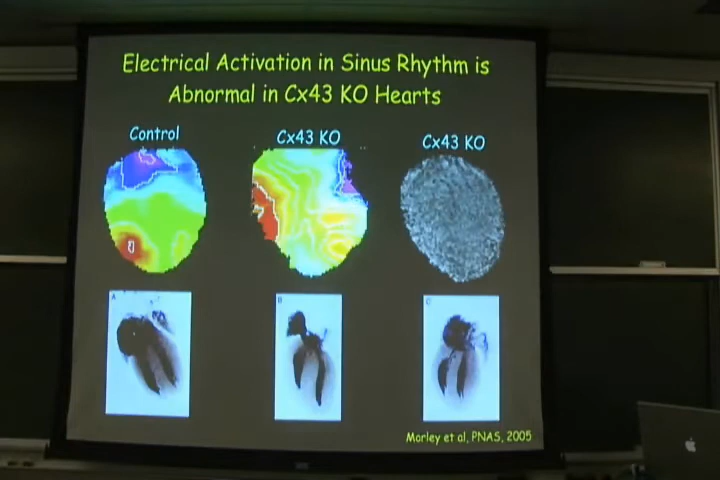 Electrical Activation in Sinus Rhythm is
Abnormal in Cx43 KO Hearts
Control
Cx43 KO
Cx43 KO
A
B
C
Morley et al, PNAS, 2005